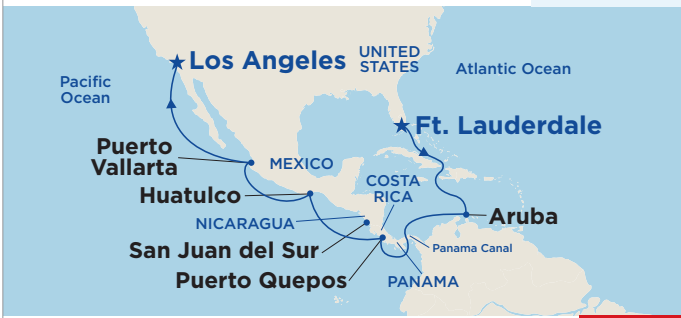 Los Angeles
UNITED
STATES
Atlantic Ocean
Pacific
Ocean
Ft. Lauderdale
Puerto
Vallarta
MEXICO
COSTA
RICA
Huatulco
NICARAGUA
Aruba
San Juan del Sur
Panama Canal
Puerto Quepos
PANAMA